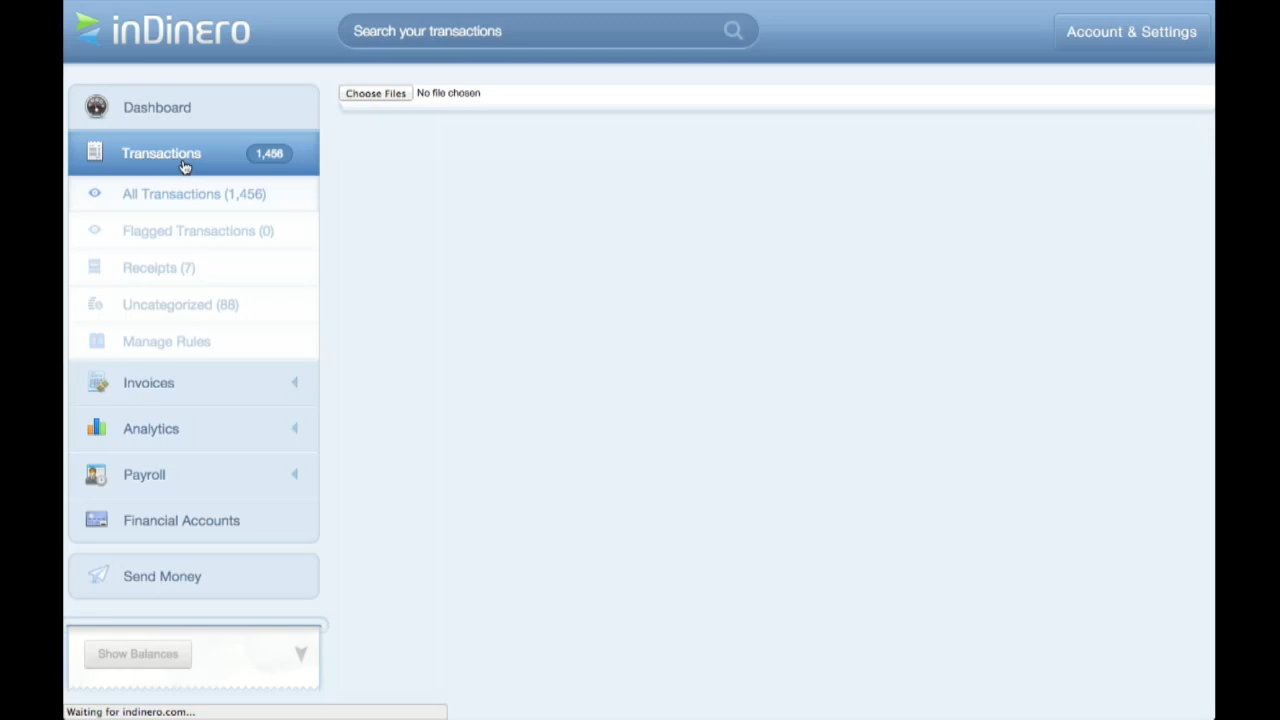 inDinero
Search your transactions
Account & Settings
Choose Files No file chosen
Dashboard
Transactions 1,456
All Transactions (1,456)
Flagged Transactions (0)
Receipts (7)
Uncategorized (88)
Manage Rules
Invoices
Analytics
Payroll
Financial Accounts
Send Money
Show Balances
Waiting for indinero.com...